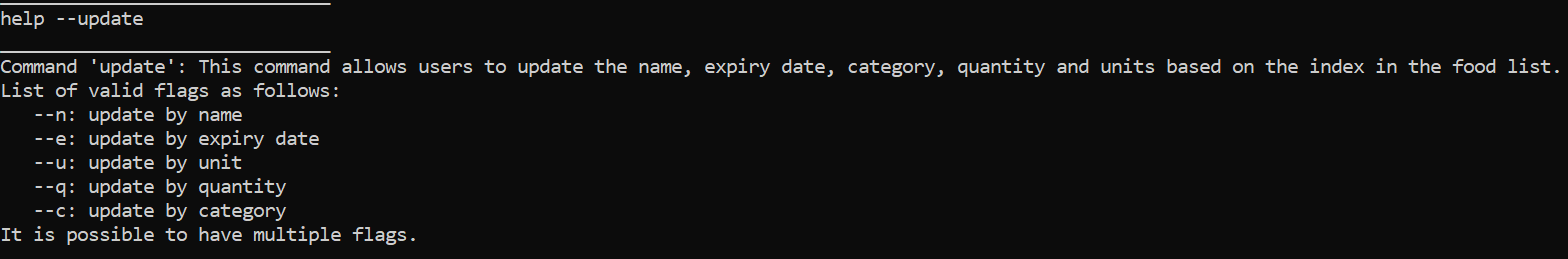 help --update
Command 'update': This command allows users to update the name, expiry date, category, quantity and units based on the index in the food list.
List of valid flags as follows:
   --n: update by name
   --e: update by expiry date
   --u: update by unit
   --q: update by quantity
   --c: update by category
It is possible to have multiple flags.